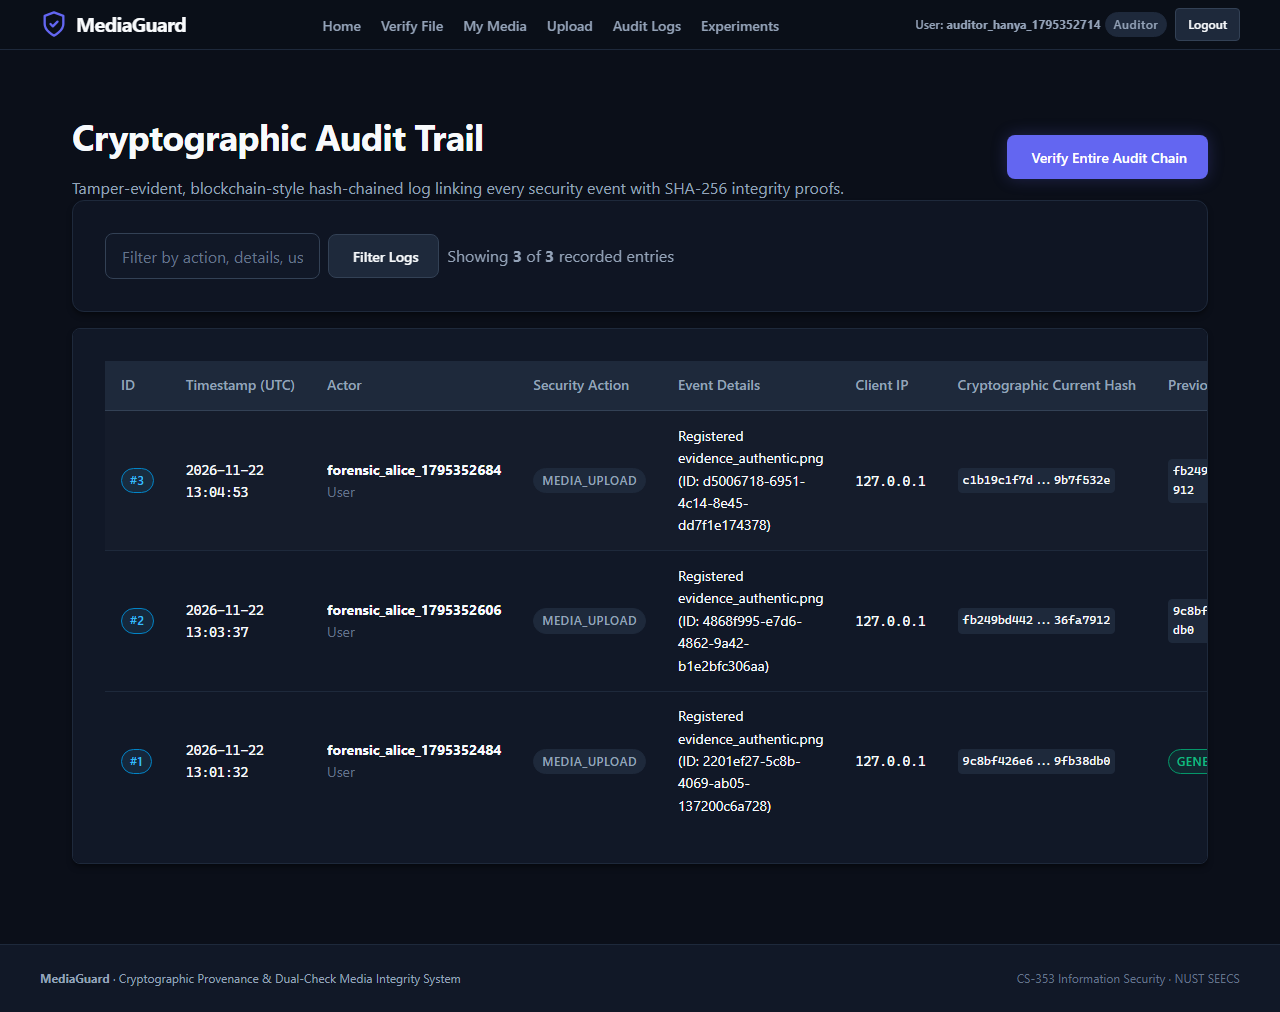 MediaGuard
Home Verify File My Media Upload Audit Logs Experiments
User: auditor_hanya_1795352714 Auditor Logout
Cryptographic Audit Trail
Verify Entire Audit Chain
Tamper-evident, blockchain-style hash-chained log linking every security event with SHA-256 integrity proofs.
Filter by action, details, us
Filter Logs
Showing 3 of 3 recorded entries
ID Timestamp (UTC) Actor Security Action Event Details Client IP Cryptographic Current Hash Previo
#3
2026-11-22
13:04:53
forensic_alice_1795352684
User
MEDIA_UPLOAD
Registered
evidence_authentic.png
(ID: d5006718-6951-
4c14-8e45-
dd7f1e174378)
127.0.0.1
c1b19c1f7d ... 9b7f532e
fb249
912
#2
2026-11-22
13:03:37
forensic_alice_1795352606
User
MEDIA_UPLOAD
Registered
evidence_authentic.png
(ID: 4868f995-e7d6-
4862-9a42-
b1e2bfc306aa)
127.0.0.1
fb249bd442 ... 36fa7912
9c8bf
db0
#1
2026-11-22
13:01:32
forensic_alice_1795352484
User
MEDIA_UPLOAD
Registered
evidence_authentic.png
(ID: 2201ef27-5c8b-
4069-ab05-
137200c6a728)
127.0.0.1
9c8bf426e6 ... 9fb38db0
GENE
MediaGuard · Cryptographic Provenance & Dual-Check Media Integrity System
CS-353 Information Security · NUST SEECS